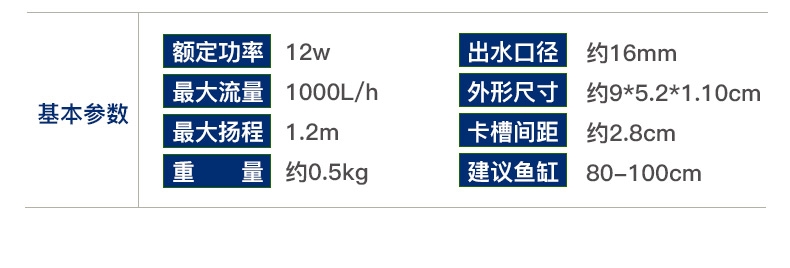 基本参数
额定功率 12w 出水口径 约16mm
最大流量 1000L/h 外形尺寸 约9*5.2*1.10cm
最大扬程 1.2m 卡槽间距 约2.8cm
重 量 约0.5kg 建议鱼缸 80-100cm